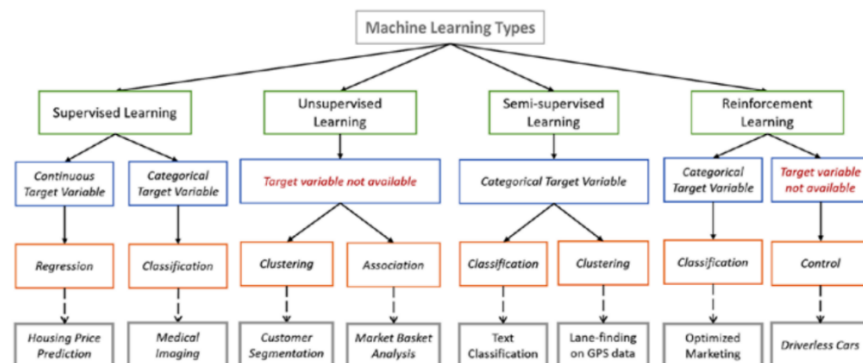 Machine Learning Types
Supervised Learning
Unsupervised
Learning
Semi-supervised
Learning
Reinforcement
Learning
Continuous
Target Variable
Categorical
Target Variable
Target variable not available
Categorical Target Variable
Categorical
Target Variable
Target variable
not available
Regression
Classification
Clustering
Association
Classification
Clustering
Classification
Control
Housing Price
Prediction
Medical
Imaging
Customer
Segmentation
Market Basket
Analysis
Text
Classification
Lane-finding
on GPS data
Optimized
Marketing
Driverless Cars